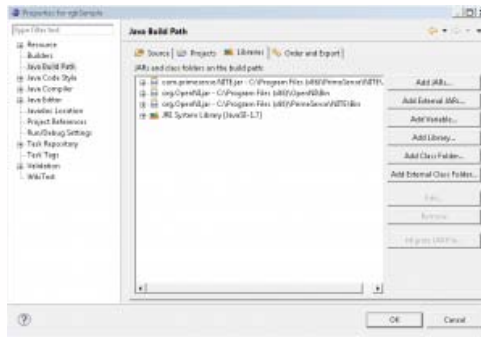 Properties for rgbSample
type filter text
Resource
Builders
Java Build Path
Java Code Style
Java Compiler
Java Editor
Javadoc Location
Project References
Run/Debug Settings
Task Repository
Task Tags
Validation
WikiText
Java Build Path
Source
Projects
Libraries
Order and Export
JARs and class folders on the build path:
com.primesense.NITE.jar - C:\Program Files (x86)\PrimeSense\NITE\
org.OpenNI.jar - C:\Program Files (x86)\OpenNI\Bin
org.OpenNI.jar - C:\Program Files (x86)\PrimeSense\NITE\Bin
JRE System Library [JavaSE-1.7]
Add JARs...
Add External JARs...
Add Variable...
Add Library...
Add Class Folder...
Add External Class Folder...
Edit...
Remove
Migrate JAR File...
OK
Cancel